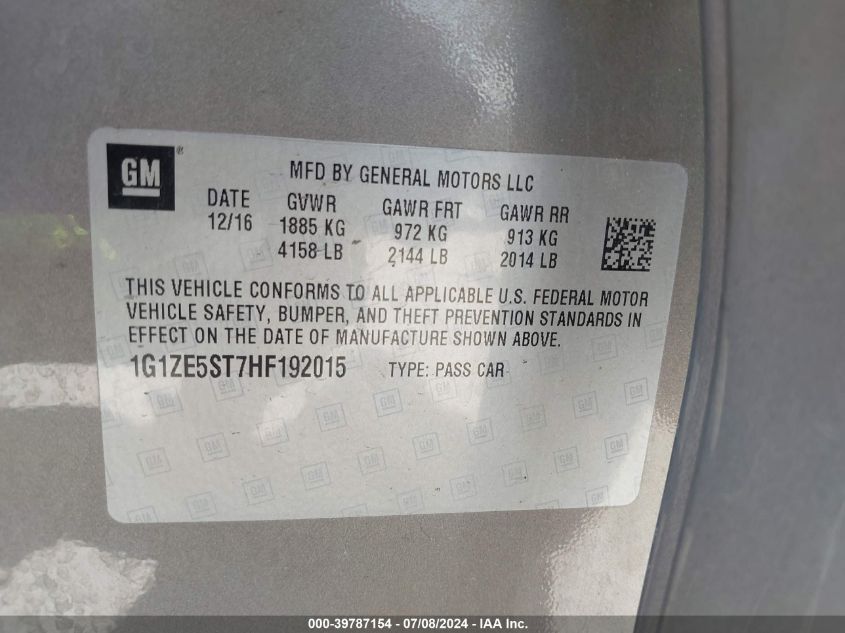 GM ®
MFD BY GENERAL MOTORS LLC
DATE GVWR GAWR FRT GAWR RR
12/16 1885 KG 972 KG 913 KG
4158 LB 2144 LB 2014 LB
THIS VEHICLE CONFORMS TO ALL APPLICABLE U.S. FEDERAL MOTOR
VEHICLE SAFETY, BUMPER, AND THEFT PREVENTION STANDARDS IN
EFFECT ON THE DATE OF MANUFACTURE SHOWN ABOVE.
1G1ZE5ST7HF192015 TYPE: PASS CAR
000-39787154 - 07/08/2024 - IAA Inc.